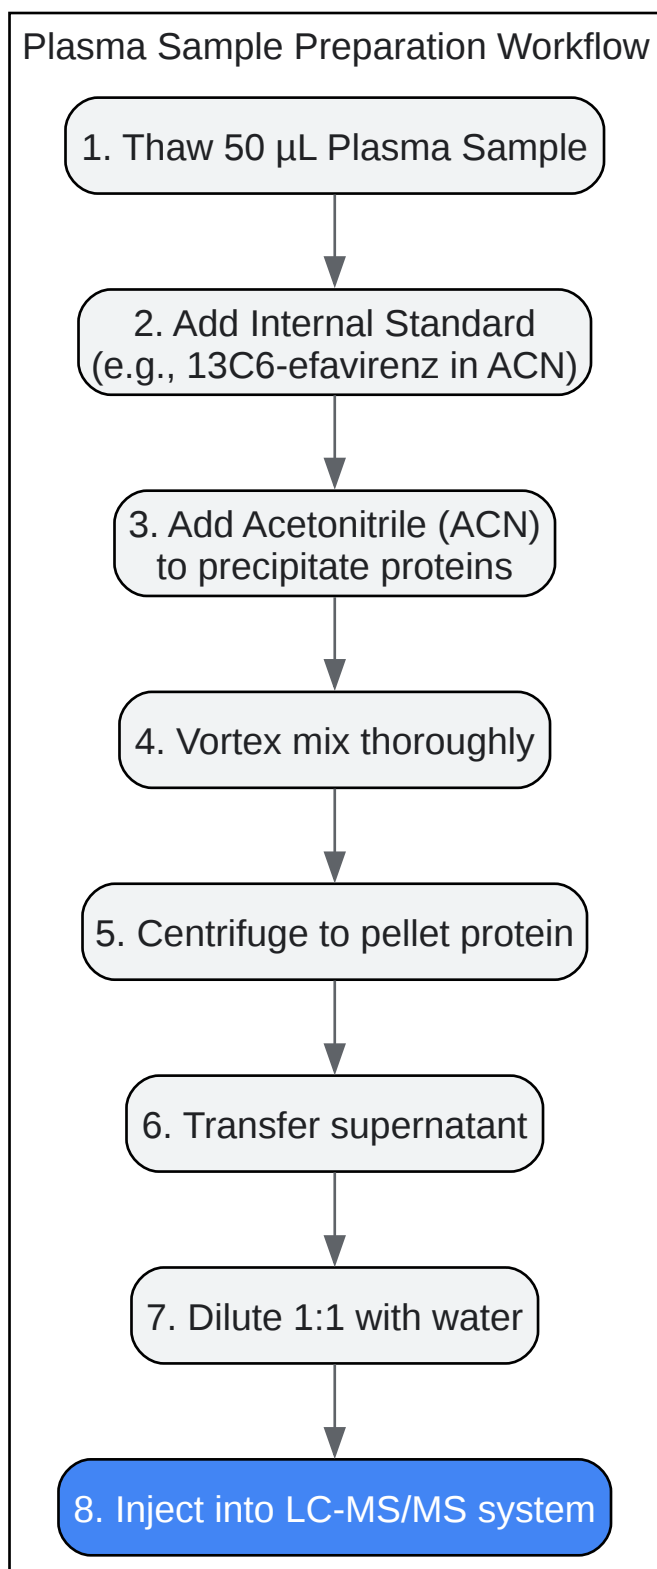 Plasma Sample Preparation Workflow
1. Thaw 50 µL Plasma Sample
2. Add Internal Standard
(e.g., 13C6-efavirenz in ACN)
3. Add Acetonitrile (ACN)
to precipitate proteins
4. Vortex mix thoroughly
5. Centrifuge to pellet protein
6. Transfer supernatant
7. Dilute 1:1 with water
8. Inject into LC-MS/MS system